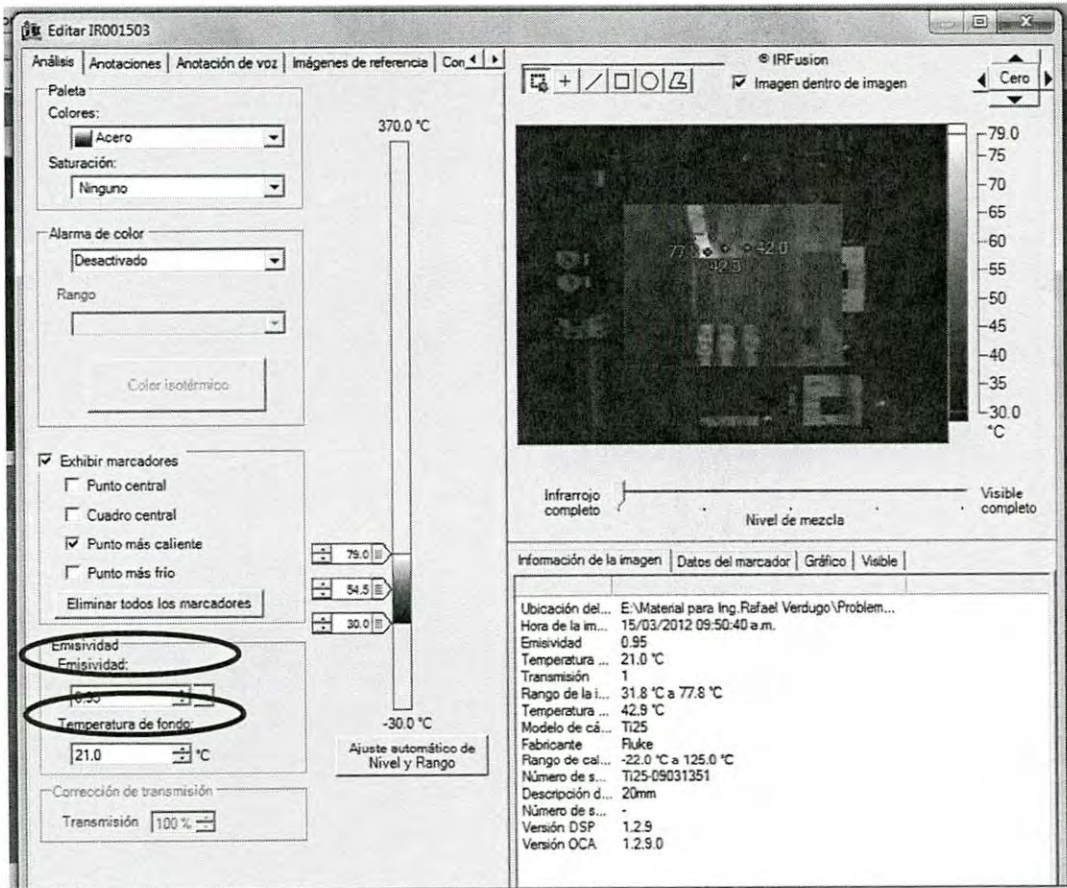 Editar IR001503
Análisis Anotaciones Anotación de voz Imágenes de referencia Con
Paleta
Colores:
Acero
Saturación:
Ninguno
Alarma de color
Desactivado
Rango
Color isotérmico
Exhibir marcadores
Punto central
Cuadro central
Punto más caliente
Punto más frio
Eliminar todos los marcadores
Emisividad
Emisividad:
0.95
Temperatura de fondo:
21.0 °C
Corrección de transmisión
Transmisión 100 %
370.0 °C
79.0
54.5
30.0
-30.0 °C
Ajuste automático de
Nivel y Rango
® IRFusion
Imagen dentro de imagen
Cero
77
42.5
42.0
79.0
75
70
65
60
55
50
45
40
35
30.0
°C
Infrarrojo
completo
Nivel de mezcla
Visible
completo
Información de la imagen Datos del marcador Gráfico Visible
Ubicación del... E:\Material para Ing.Rafael Verdugo\Problem...
Hora de la im... 15/03/2012 09:50:40 a.m.
Emisividad 0.95
Temperatura ... 21.0 °C
Transmisión 1
Rango de la i... 31.8 °C a 77.8 °C
Temperatura ... 42.9 °C
Modelo de cá... Ti25
Fabricante Fluke
Rango de cal... -22.0 °C a 125.0 °C
Número de s... Ti25-09031351
Descripción d... 20mm
Número de s... -
Versión DSP 1.2.9
Versión OCA 1.2.9.0